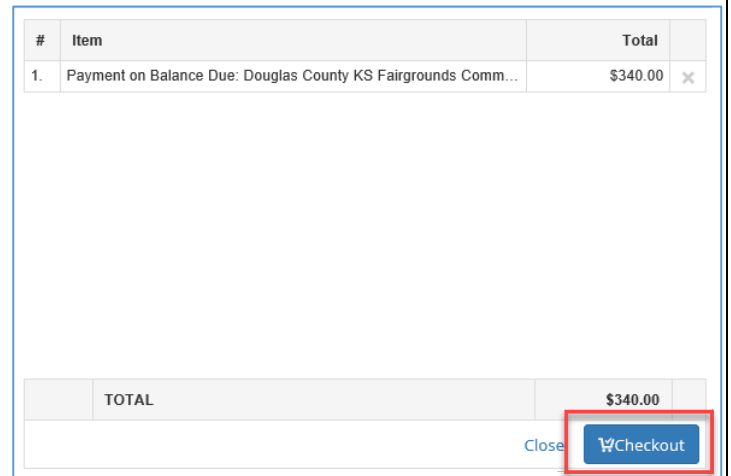 # Item Total
1. Payment on Balance Due: Douglas County KS Fairgrounds Comm... $340.00
TOTAL $340.00
Close Checkout